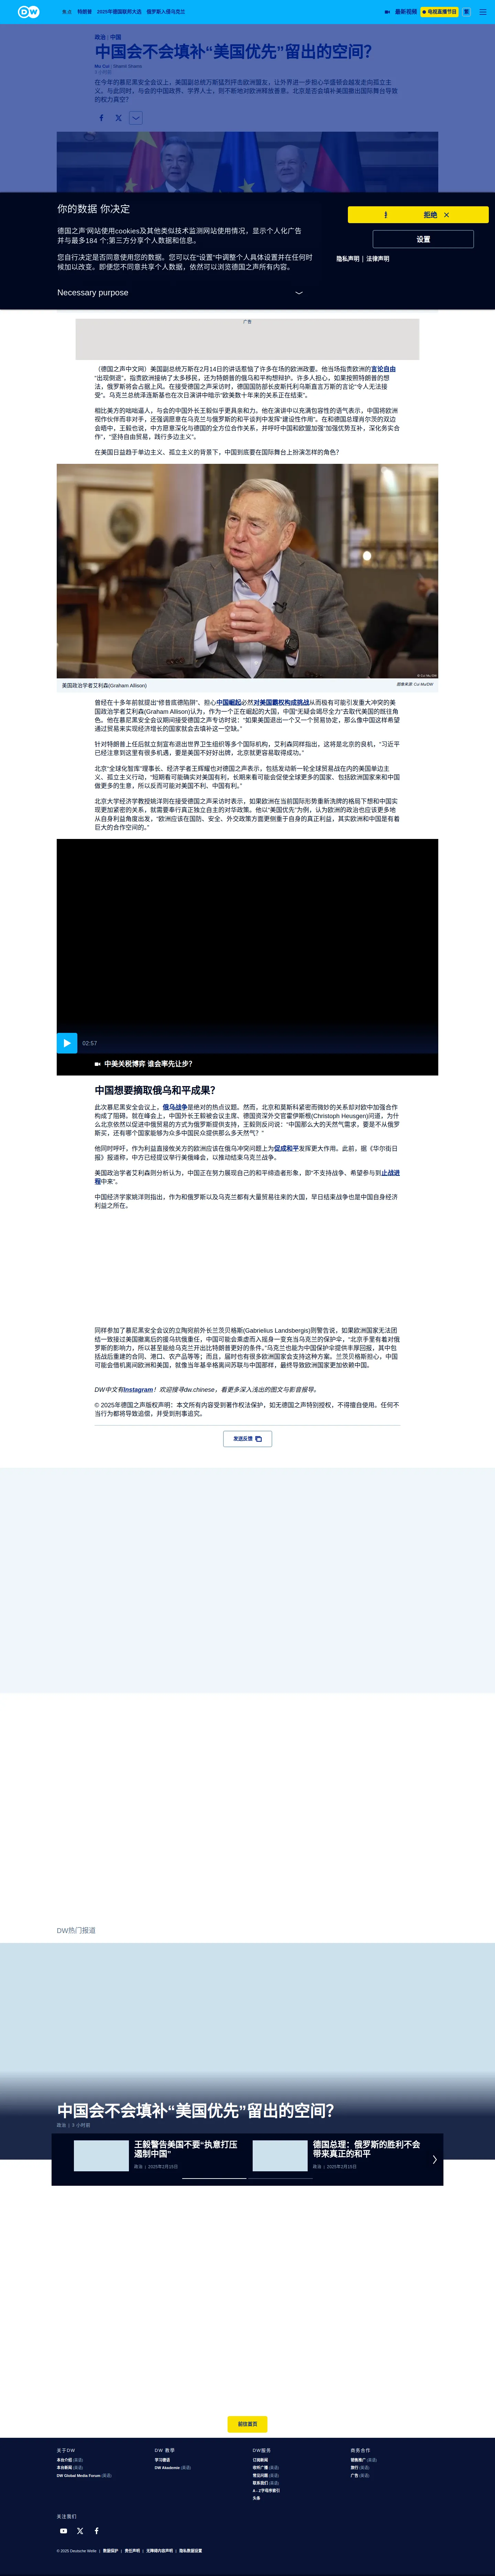 DW
焦点
特朗普
2025年德国联邦大选
俄罗斯入侵乌克兰
最新视频
电视直播节目
繁
政治 | 中国
中国会不会填补“美国优先”留出的空间？
Mu Cui | Shamir Shams
3 小时前
在今年的慕尼黑安全会议上，美国副总统万斯猛烈抨击欧洲盟友，让外界进一步担心华盛顿会越发走向孤立主义。与此同时，与会的中国政界、学界人士，则不断地对欧洲释放善意。北京是否会填补美国撤出国际舞台导致的权力真空？
你的数据 你决定
德国之声'网站使用cookies及其他类似技术监测网站使用情况，显示个人化广告
并与最多184 个;第三方分享个人数据和信息。
您自行决定是否同意使用您的数据。您可以在“设置”中调整个人具体设置并在任何时
候加以改变。即便您不同意共享个人数据，依然可以浏览德国之声所有内容。
Necessary purpose
拒绝
设置
隐私声明 | 法律声明
广告
（德国之声中文网）美国副总统万斯在2月14日的讲话惹恼了许多在场的欧洲政要。他当场指责欧洲的言论自由
“出现倒退”，指责欧洲接纳了太多移民，还为特朗普的俄乌和平构想辩护。许多人担心，如果按照特朗普的想
法，俄罗斯将会占据上风。在接受德国之声采访时，德国国防部长皮斯托利乌斯直言万斯的言论“令人无法接
受”。乌克兰总统泽连斯基也在次日演讲中暗示“欧美数十年来的关系正在结束”。
相比美方的咄咄逼人，与会的中国外长王毅似乎更具亲和力。他在演讲中以充满包容性的语气表示，中国将欧洲
视作伙伴而非对手，还强调愿意在乌克兰与俄罗斯的和平谈判中发挥“建设性作用”。在和德国总理肖尔茨的双边
会晤中，王毅也说，中方愿意深化与德国的全方位合作关系，并呼吁中国和欧盟加强“加强优势互补，深化务实合
作”，“坚持自由贸易，践行多边主义”。
在美国日益趋于单边主义、孤立主义的背景下，中国到底要在国际舞台上扮演怎样的角色？
© Cui Mu/DW
美国政治学者艾利森(Graham Allison)
图像来源: Cui Mu/DW
曾经在十多年前就提出“修昔底德陷阱”、担心中国崛起必然对美国霸权构成挑战从而极有可能引发重大冲突的美
国政治学者艾利森(Graham Allison)认为，作为一个正在崛起的大国，中国“无疑会竭尽全力”去取代美国的既往角
色。他在慕尼黑安全会议期间接受德国之声专访时说：“如果美国退出一个又一个贸易协定，那么像中国这样希望
通过贸易来实现经济增长的国家就会去填补这一空缺。”
针对特朗普上任后就立刻宣布退出世界卫生组织等多个国际机构，艾利森同样指出，这将是北京的良机，“习近平
已经注意到这里有很多机遇，要是美国不好好出牌，北京就更容易取得成功。”
北京“全球化智库”理事长、经济学者王辉耀也对德国之声表示，包括发动新一轮全球贸易战在内的美国单边主
义、孤立主义行动，“短期看可能确实对美国有利，长期来看可能会促使全球更多的国家、包括欧洲国家来和中国
做更多的生意，所以反而可能对美国不利、中国有利。”
北京大学经济学教授姚洋则在接受德国之声采访时表示，如果欧洲在当前国际形势重新洗牌的格局下想和中国实
现更加紧密的关系，就需要奉行真正独立自主的对华政策。他以“美国优先”为例，认为欧洲的政治也应该更多地
从自身利益角度出发，“欧洲应该在国防、安全、外交政策方面更侧重于自身的真正利益，其实欧洲和中国是有着
巨大的合作空间的。”
02:57
中美关税博弈 谁会率先让步？
中国想要摘取俄乌和平成果？
此次慕尼黑安全会议上，俄乌战争是绝对的热点议题。然而，北京和莫斯科紧密而微妙的关系却对欧中加强合作
构成了阻碍。就在峰会上，中国外长王毅被会议主席、德国资深外交官霍伊斯根(Christoph Heusgen)问道，为什
么北京依然以促进中俄贸易的方式为俄罗斯提供支持，王毅则反问说：“中国那么大的天然气需求，要是不从俄罗
斯买，还有哪个国家能够为众多中国民众提供那么多天然气？”
他同时呼吁，作为利益直接攸关方的欧洲应该在俄乌冲突问题上为促成和平发挥更大作用。此前，据《华尔街日
报》报道称，中方已经提议举行美俄峰会，以推动结束乌克兰战争。
美国政治学者艾利森则分析认为，中国正在努力展现自己的和平缔造者形象，即“不支持战争、希望参与到止战进
程中来”。
中国经济学家姚洋则指出，作为和俄罗斯以及乌克兰都有大量贸易往来的大国，早日结束战争也是中国自身经济
利益之所在。
同样参加了慕尼黑安全会议的立陶宛前外长兰茨贝格斯(Gabrielius Landsbergis)则警告说，如果欧洲国家无法团
结一致接过美国撤离后的援乌抗俄重任，中国可能会乘虚而入摇身一变充当乌克兰的保护伞，“北京手里有着对俄
罗斯的影响力，所以甚至能给乌克兰开出比特朗普更好的条件。”乌克兰也能为中国保护伞提供丰厚回报，其中包
括战后重建的合同、港口、农产品等等；而且，届时也有很多欧洲国家会支持这种方案。兰茨贝格斯担心，中国
可能会借机离间欧洲和美国，就像当年基辛格离间苏联与中国那样，最终导致欧洲国家更加依赖中国。
DW中文有Instagram！欢迎搜寻dw.chinese，看更多深入浅出的图文与影音报导。
© 2025年德国之声版权声明：本文所有内容受到著作权法保护，如无德国之声特别授权，不得擅自使用。任何不
当行为都将导致追偿，并受到刑事追究。
发送反馈
DW热门报道
中国会不会填补“美国优先”留出的空间？
政治 | 3 小时前
王毅警告美国不要“执意打压遏制中国”
政治 | 2025年2月15日
德国总理：俄罗斯的胜利不会带来真正的和平
政治 | 2025年2月15日
前往首页
关于DW
本台介绍 (英语)
本台新闻 (英语)
DW Global Media Forum (英语)
DW 教学
学习德语
DW Akademie (英语)
DW服务
订阅新闻
收听广播 (英语)
常见问题 (英语)
联系我们 (英语)
A - Z字母序索引
头条
商务合作
销售推广 (英语)
旅行 (英语)
广告 (英语)
关注我们
© 2025 Deutsche Welle | 数据保护 | 责任声明 | 无障碍内容声明 | 隐私数据设置